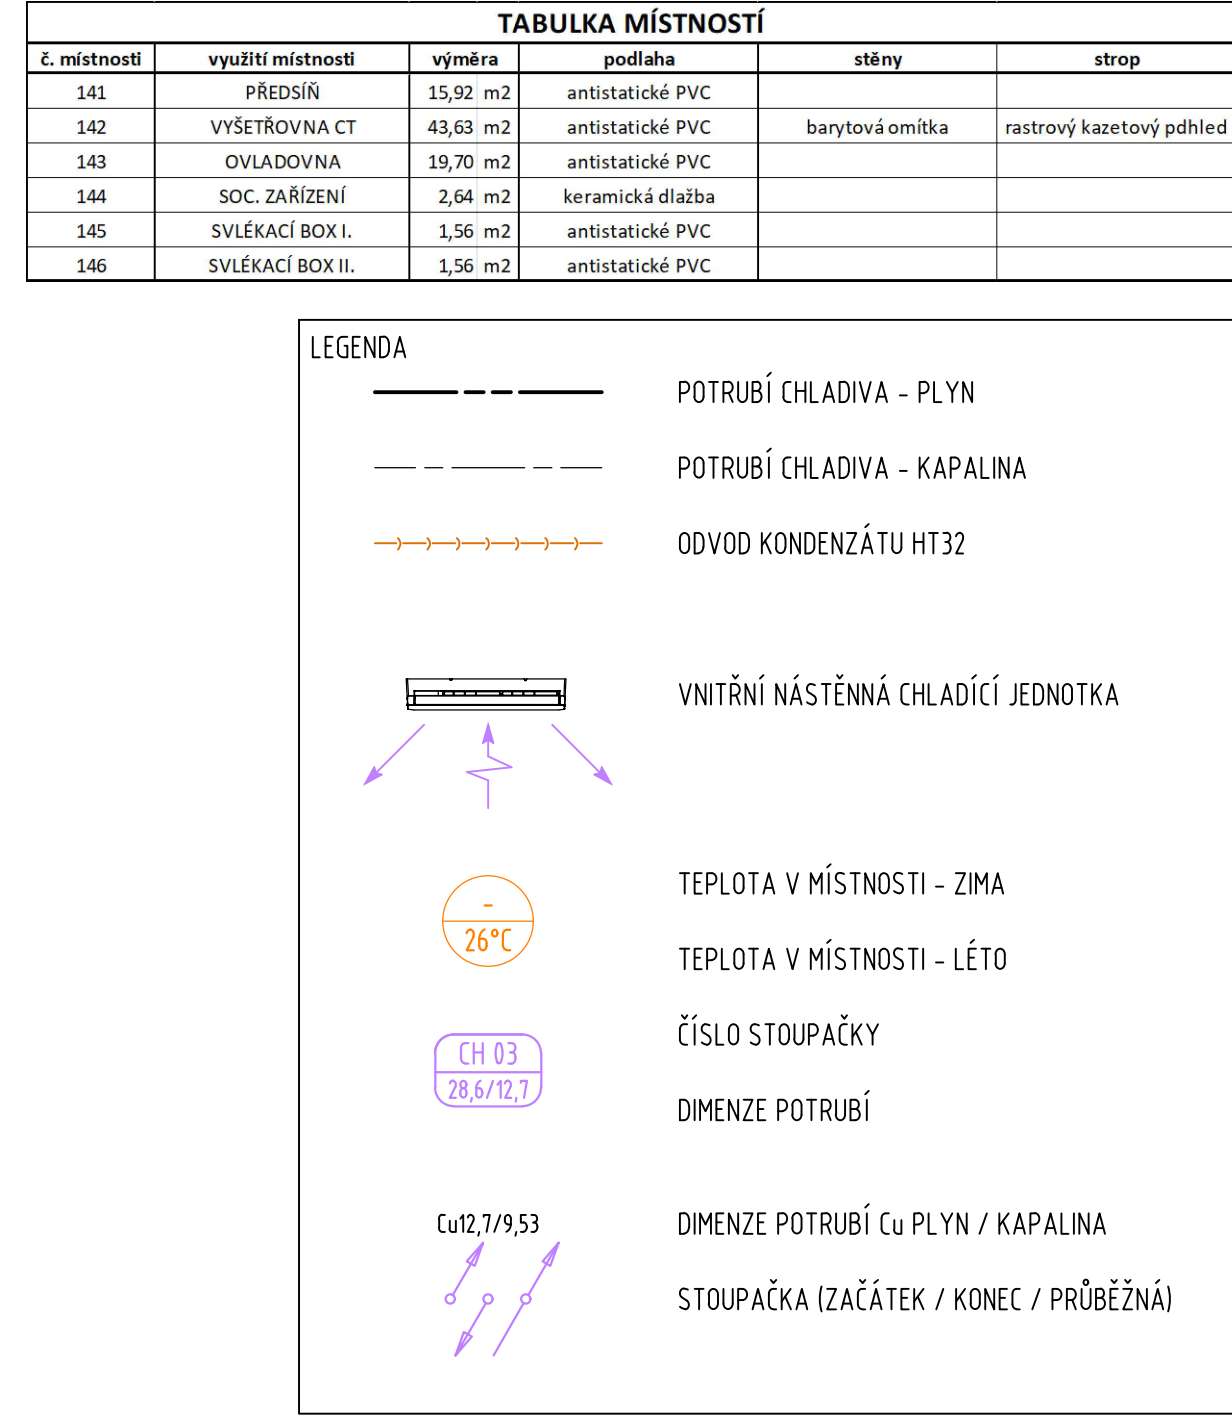 TABULKA MÍSTNOSTÍ
č. místnosti využití místnosti výměra podlaha stěny strop
141 PŘEDSÍŇ 15,92 m2 antistatické PVC
142 VYŠETŘOVNA CT 43,63 m2 antistatické PVC barytová omítka rastrový kazetový pdhled
143 OVLADOVNA 19,70 m2 antistatické PVC
144 SOC. ZAŘÍZENÍ 2,64 m2 keramická dlažba
145 SVLÉKACÍ BOX I. 1,56 m2 antistatické PVC
146 SVLÉKACÍ BOX II. 1,56 m2 antistatické PVC
LEGENDA
POTRUBÍ CHLADIVA - PLYN
POTRUBÍ CHLADIVA - KAPALINA
ODVOD KONDENZÁTU HT32
VNITŘNÍ NÁSTĚNNÁ CHLADÍCÍ JEDNOTKA
TEPLOTA V MÍSTNOSTI - ZIMA
-
26°C
TEPLOTA V MÍSTNOSTI - LÉTO
ČÍSLO STOUPAČKY
CH 03
28,6/12,7
DIMENZE POTRUBÍ
Cu12,7/9,53 DIMENZE POTRUBÍ Cu PLYN / KAPALINA
STOUPAČKA (ZAČÁTEK / KONEC / PRŮBĚŽNÁ)